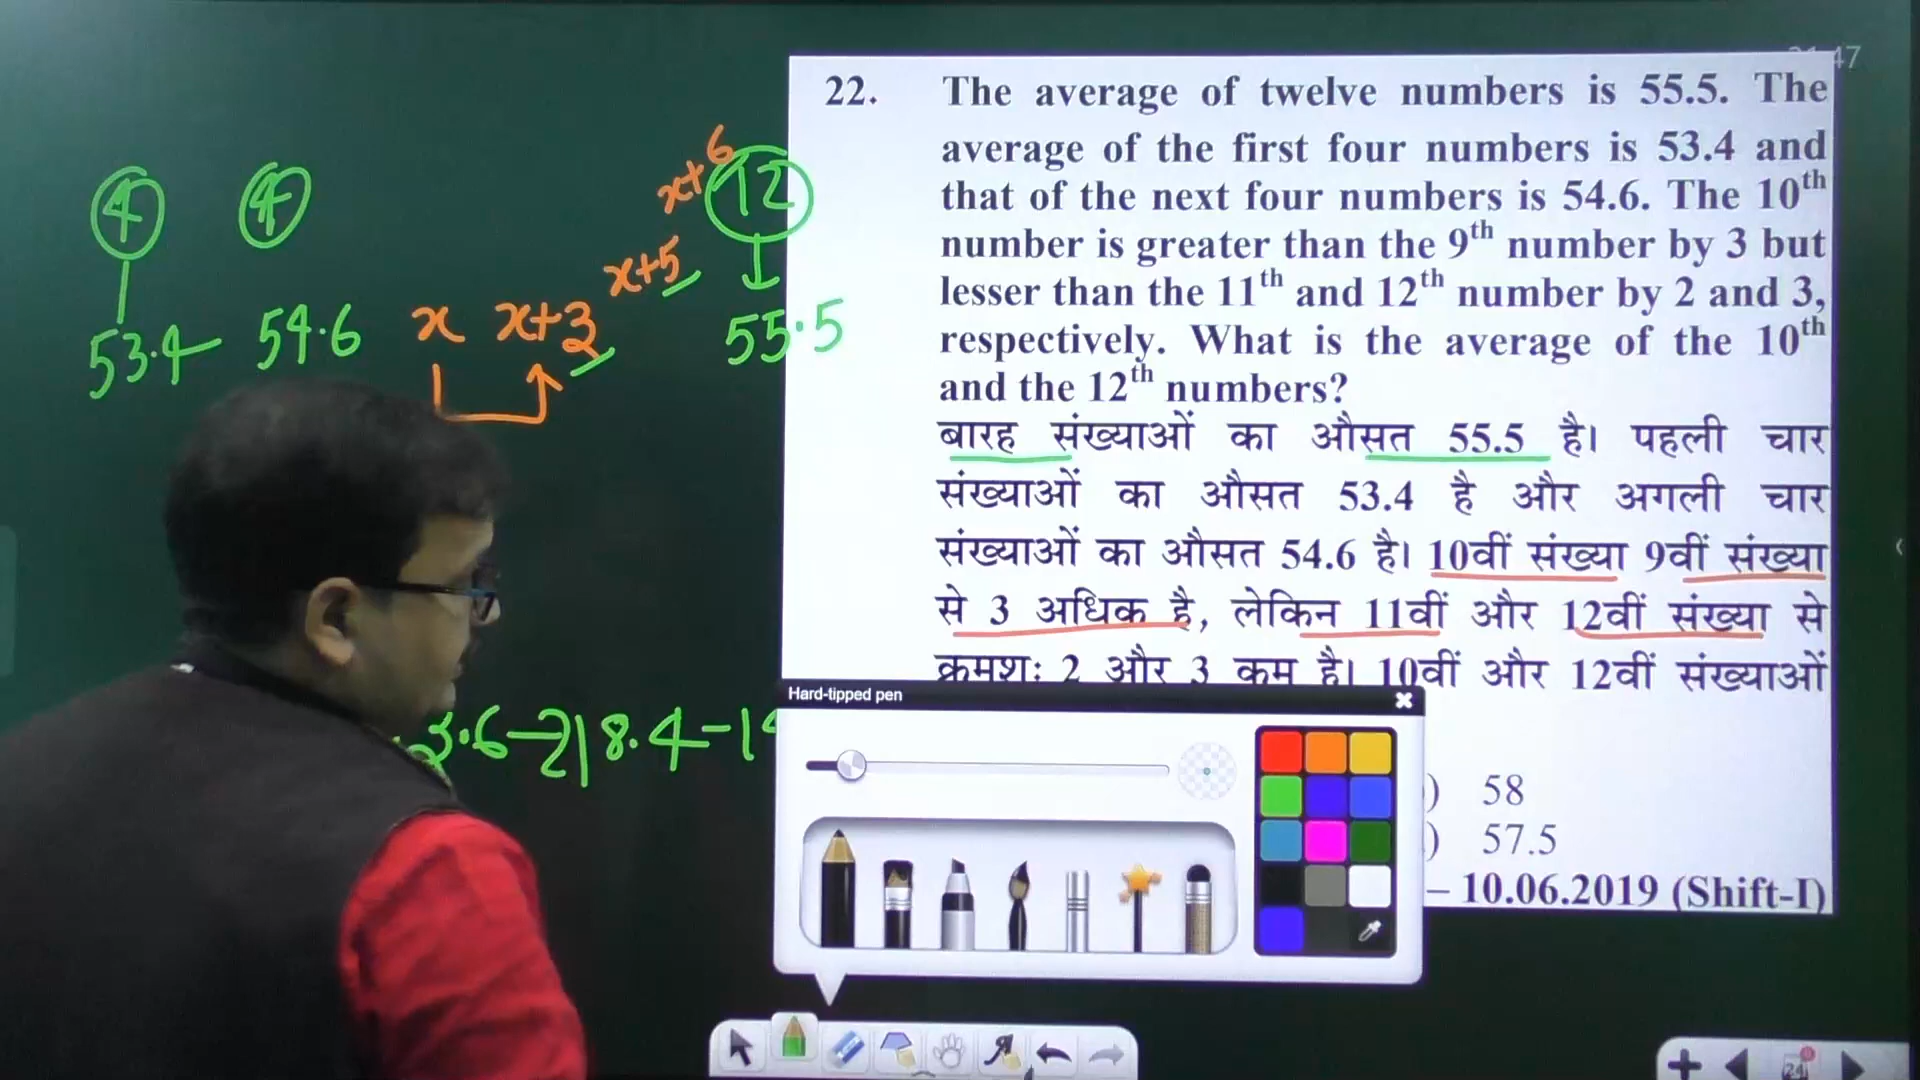 :47
22. The average of twelve numbers is 55.5. The
average of the first four numbers is 53.4 and
that of the next four numbers is 54.6. The 10th
number is greater than the 9th number by 3 but
lesser than the 11th and 12th number by 2 and 3,
respectively. What is the average of the 10th
and the 12th numbers?
बारह संख्याओं का औसत 55.5 है। पहली चार
संख्याओं का औसत 53.4 है और अगली चार
संख्याओं का औसत 54.6 है। 10वीं संख्या 9वीं संख्या
से 3 अधिक है, लेकिन 11वीं और 12वीं संख्या से
क्रमशः 2 और 3 कम है। 10वीं और 12वीं संख्याओं
) 58
) 57.5
– 10.06.2019 (Shift-I)
4 4 x+6 12
53.4 54.6 x x+3 x+5 55.5
3.6-218.4-1
Hard-tipped pen
24